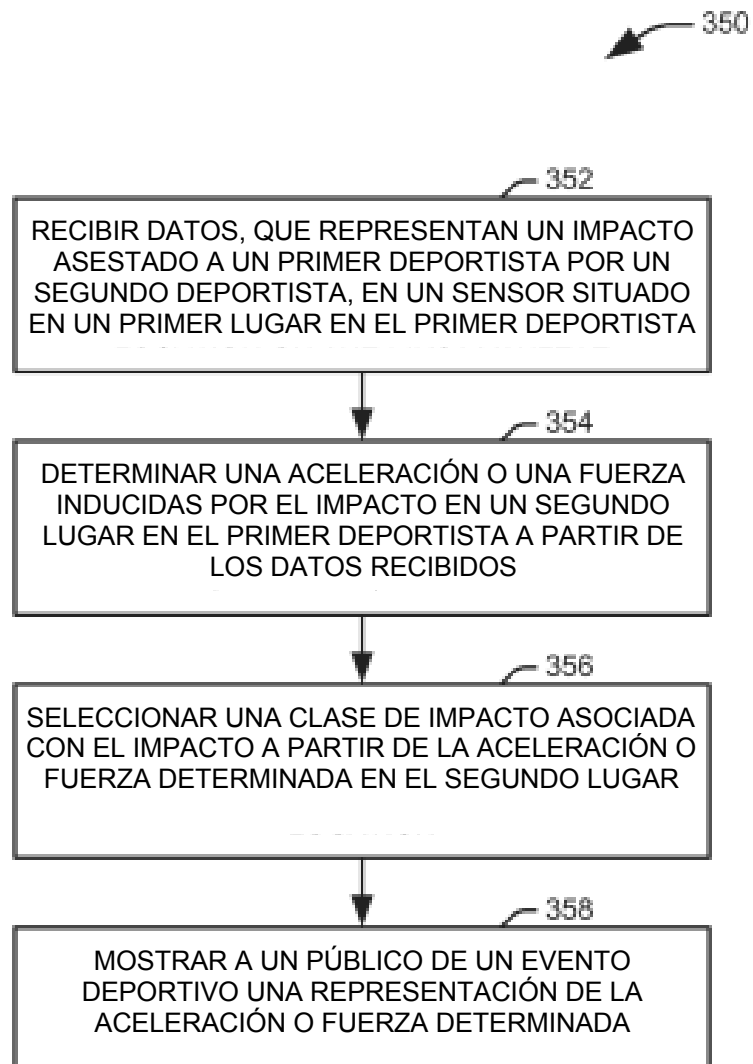 350
352
RECIBIR DATOS, QUE REPRESENTAN UN IMPACTO
ASESTADO A UN PRIMER DEPORTISTA POR UN
SEGUNDO DEPORTISTA, EN UN SENSOR SITUADO
EN UN PRIMER LUGAR EN EL PRIMER DEPORTISTA
354
DETERMINAR UNA ACELERACIÓN O UNA FUERZA
INDUCIDAS POR EL IMPACTO EN UN SEGUNDO
LUGAR EN EL PRIMER DEPORTISTA A PARTIR DE
LOS DATOS RECIBIDOS
356
SELECCIONAR UNA CLASE DE IMPACTO ASOCIADA
CON EL IMPACTO A PARTIR DE LA ACELERACIÓN O
FUERZA DETERMINADA EN EL SEGUNDO LUGAR
358
MOSTRAR A UN PÚBLICO DE UN EVENTO
DEPORTIVO UNA REPRESENTACIÓN DE LA
ACELERACIÓN O FUERZA DETERMINADA